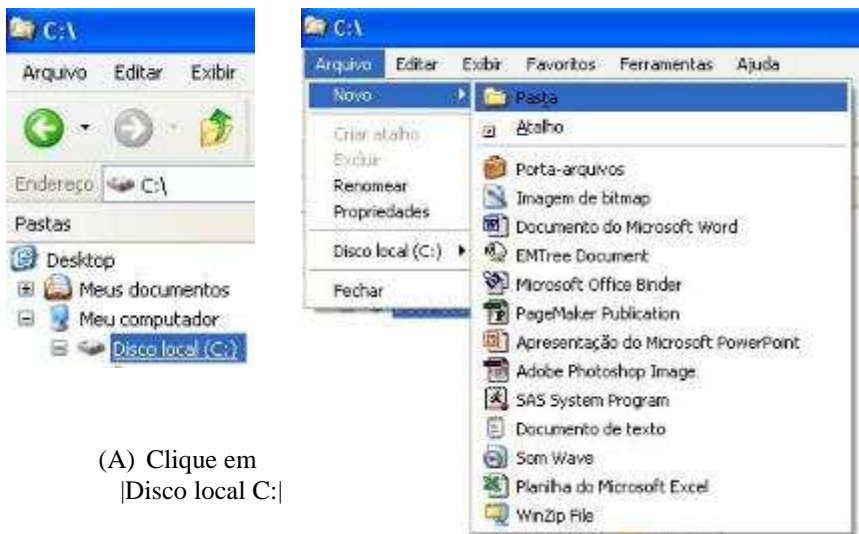 C:\
Arquivo Editar Exibir
Endereço C:\
Pastas
Desktop
Meus documentos
Meu computador
Disco local (C:)
(A) Clique em
|Disco local C:|
C:\
Arquivo Editar Exibir Favoritos Ferramentas Ajuda
Novo
Criar atalho
Excluir
Renomear
Propriedades
Disco local (C:)
Fechar
Pasta
Atalho
Porta-arquivos
Imagem de bitmap
Documento do Microsoft Word
EMTree Document
Microsoft Office Binder
PageMaker Publication
Apresentação do Microsoft PowerPoint
Adobe Photoshop Image
SAS System Program
Documento de texto
Som Wave
Planilha do Microsoft Excel
WinZip File